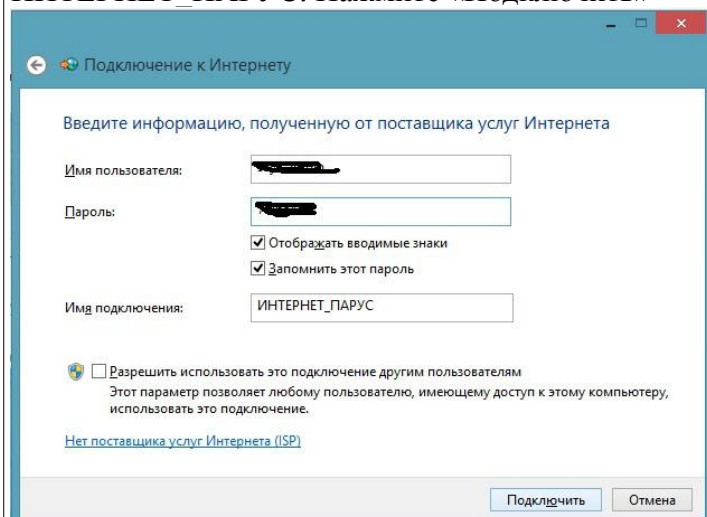 Подключение к Интернету
Введите информацию, полученную от поставщика услуг Интернета
Имя пользователя:
Пароль:
Отображать вводимые знаки
Запомнить этот пароль
Имя подключения:
ИНТЕРНЕТ_ПАРУС
Разрешить использовать это подключение другим пользователям
Этот параметр позволяет любому пользователю, имеющему доступ к этому компьютеру,
использовать это подключение.
Нет поставщика услуг Интернета (ISP)
Подключить
Отмена